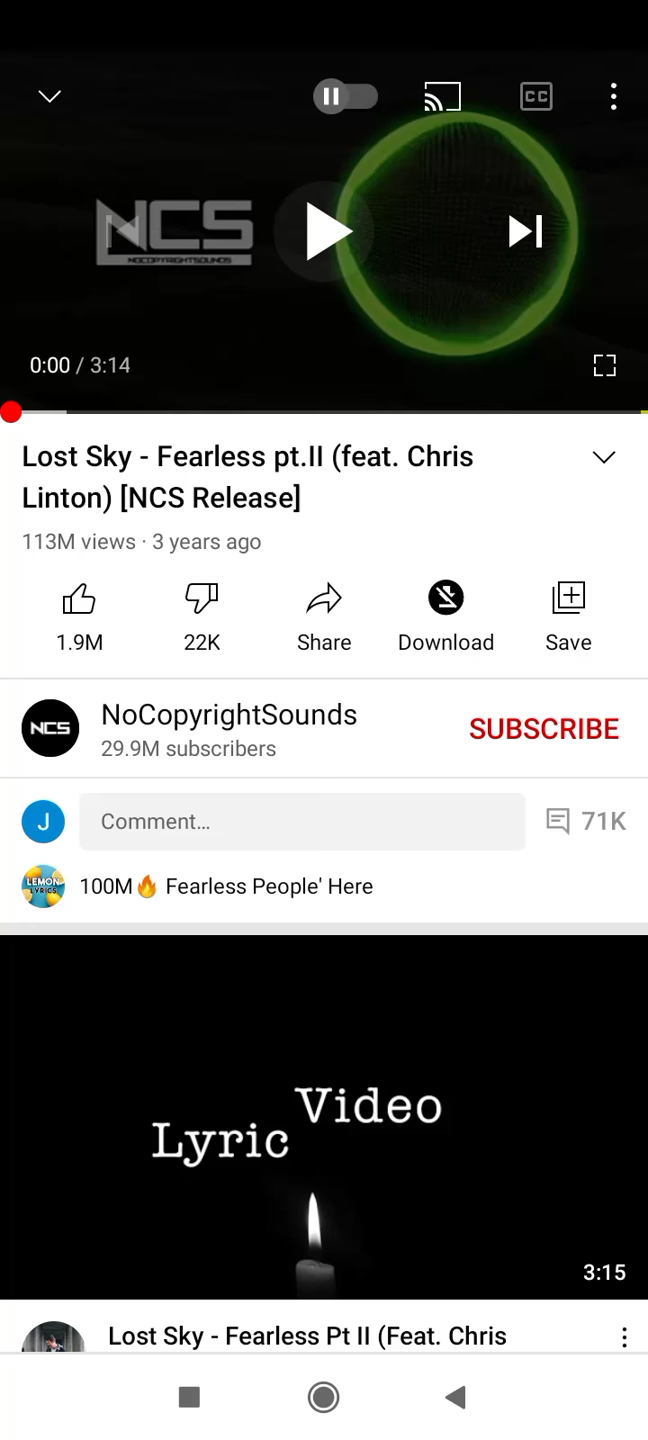 CC
NCS
NOCOPYRIGHTSOUNDS
0:00 / 3:14
Lost Sky - Fearless pt.II (feat. Chris
Linton) [NCS Release]
113M views · 3 years ago
1.9M
22K
Share
Download
Save
NCS
NoCopyrightSounds
29.9M subscribers
SUBSCRIBE
J
Comment...
71K
LEMON
LYRICS
100M🔥 Fearless People' Here
Video
Lyric
3:15
Lost Sky - Fearless Pt II (Feat. Chris